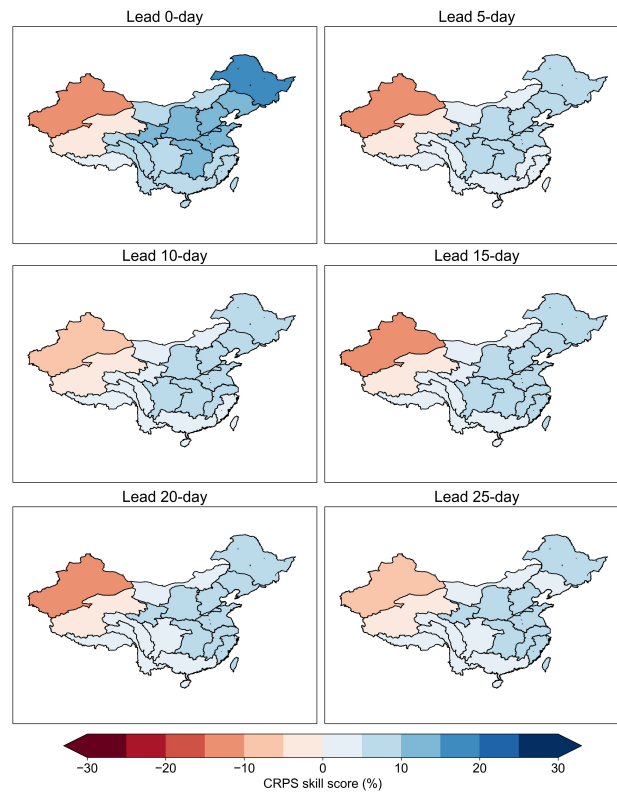 Lead 0-day
Lead 5-day
Lead 10-day
Lead 15-day
Lead 20-day
Lead 25-day
−30 −20 −10 0 10 20 30
CRPS skill score (%)